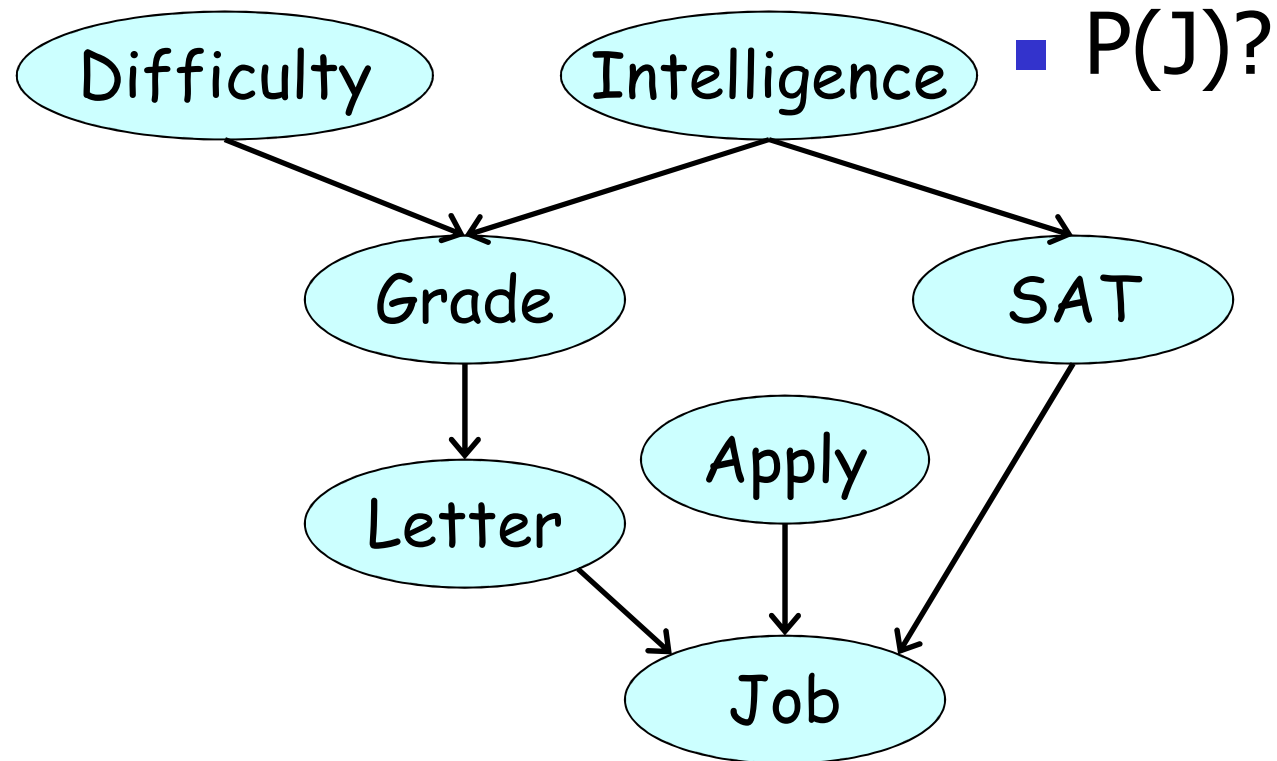 Difficulty
Intelligence
P(J)?
Grade
SAT
Apply
Letter
Job